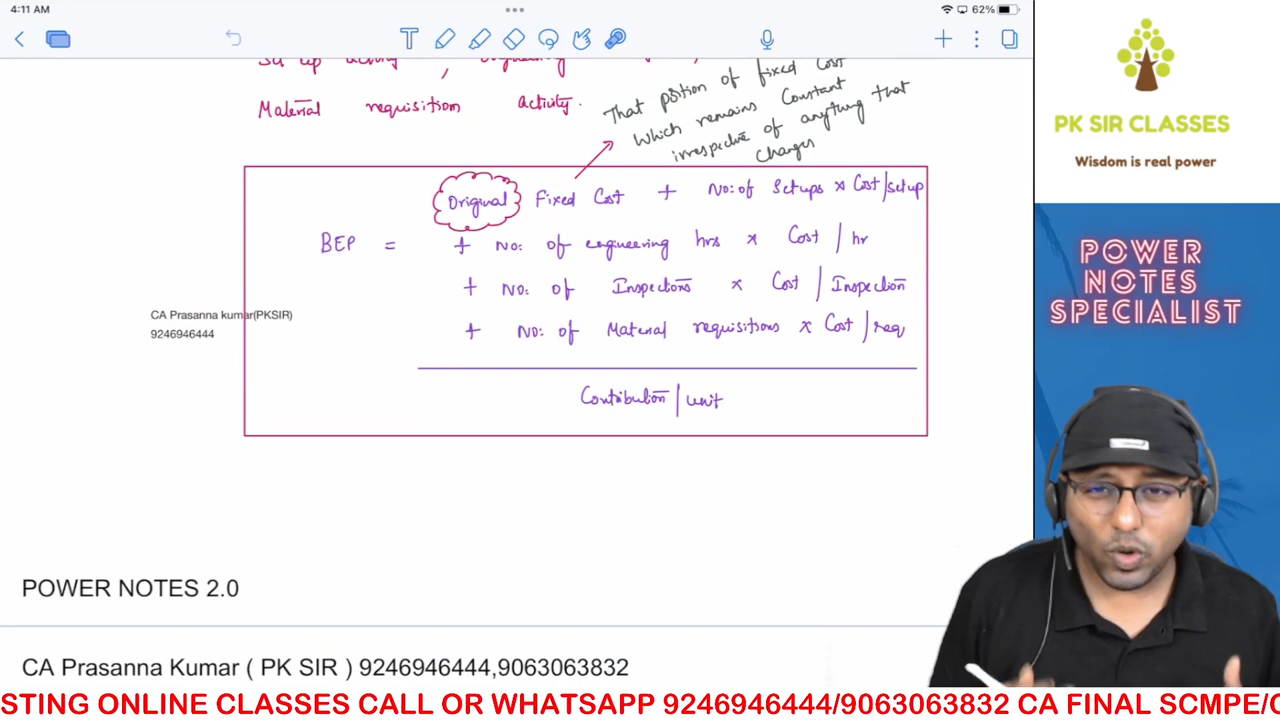 4:11 AM
62%
Set up activity, engineering
Material requisition activity.
That portion of fixed Cost
Which remains Constant
irrespective of anything that
Changes
Original Fixed Cost + No: of Setups x Cost/setup
BEP = + No: of engineering hrs x Cost / hr
+ No: of Inspections x Cost / Inspection
+ No: of Material requisitions x Cost / req
Contribution / unit
CA Prasanna kumar(PKSIR)
9246946444
POWER NOTES 2.0
CA Prasanna Kumar ( PK SIR ) 9246946444,9063063832
PK SIR CLASSES
Wisdom is real power
POWER
NOTES
SPECIALIST
STING ONLINE CLASSES CALL OR WHATSAPP 9246946444/9063063832 CA FINAL SCMPE/